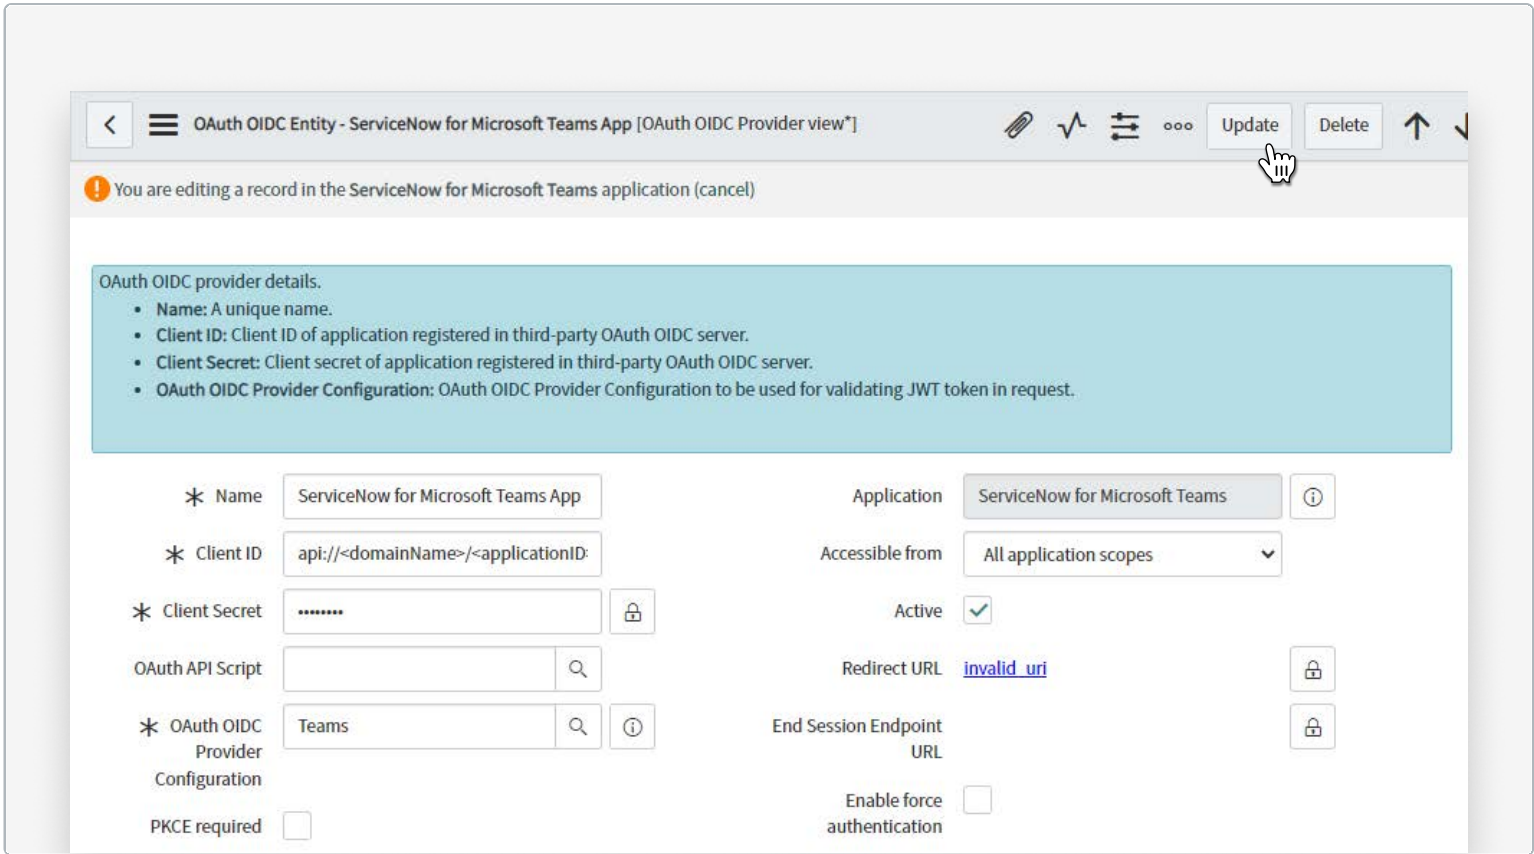 OAuth OIDC Entity - ServiceNow for Microsoft Teams App [OAuth OIDC Provider view*]
Update
Delete
You are editing a record in the ServiceNow for Microsoft Teams application (cancel)
OAuth OIDC provider details.
• Name: A unique name.
• Client ID: Client ID of application registered in third-party OAuth OIDC server.
• Client Secret: Client secret of application registered in third-party OAuth OIDC server.
• OAuth OIDC Provider Configuration: OAuth OIDC Provider Configuration to be used for validating JWT token in request.
Name
ServiceNow for Microsoft Teams App
Application
ServiceNow for Microsoft Teams
Client ID
api://<domainName>/<applicationID
Accessible from
All application scopes
Client Secret
••••••••
Active
OAuth API Script
Redirect URL
invalid_uri
OAuth OIDC
Provider
Configuration
Teams
End Session Endpoint
URL
PKCE required
Enable force
authentication